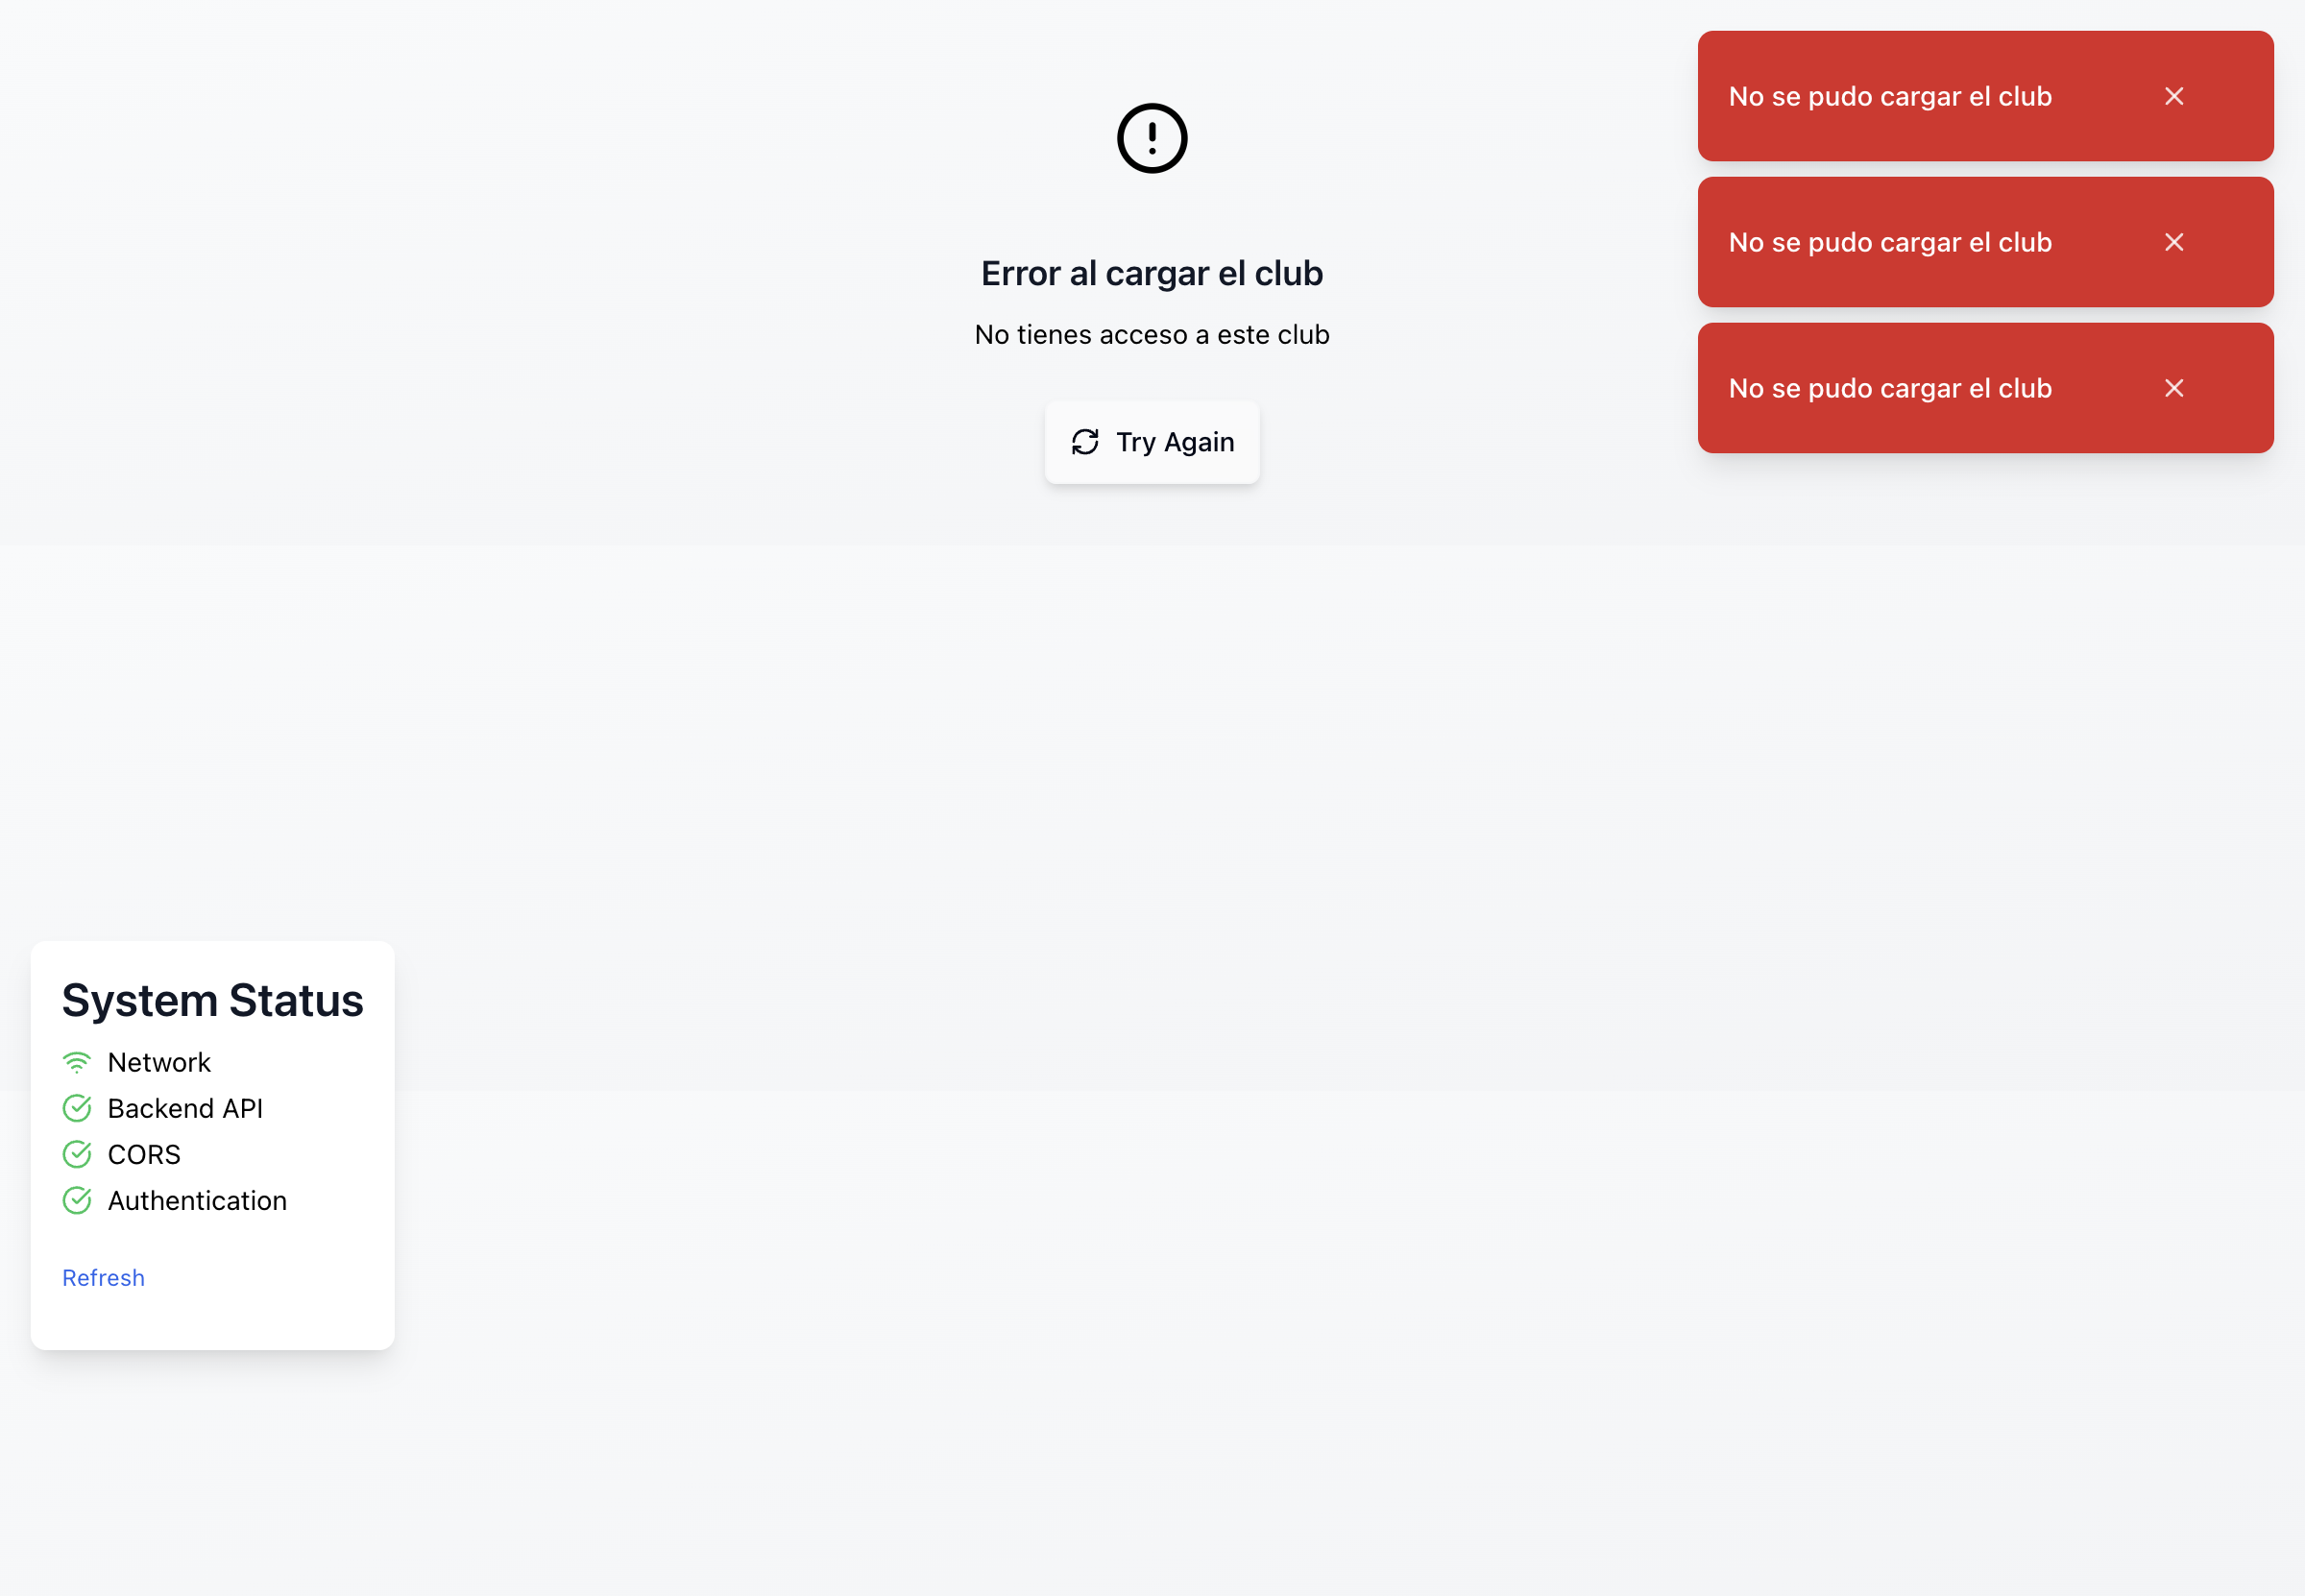 Error al cargar el club
No tienes acceso a este club
Try Again
No se pudo cargar el club
No se pudo cargar el club
No se pudo cargar el club
System Status
Network
Backend API
CORS
Authentication
Refresh